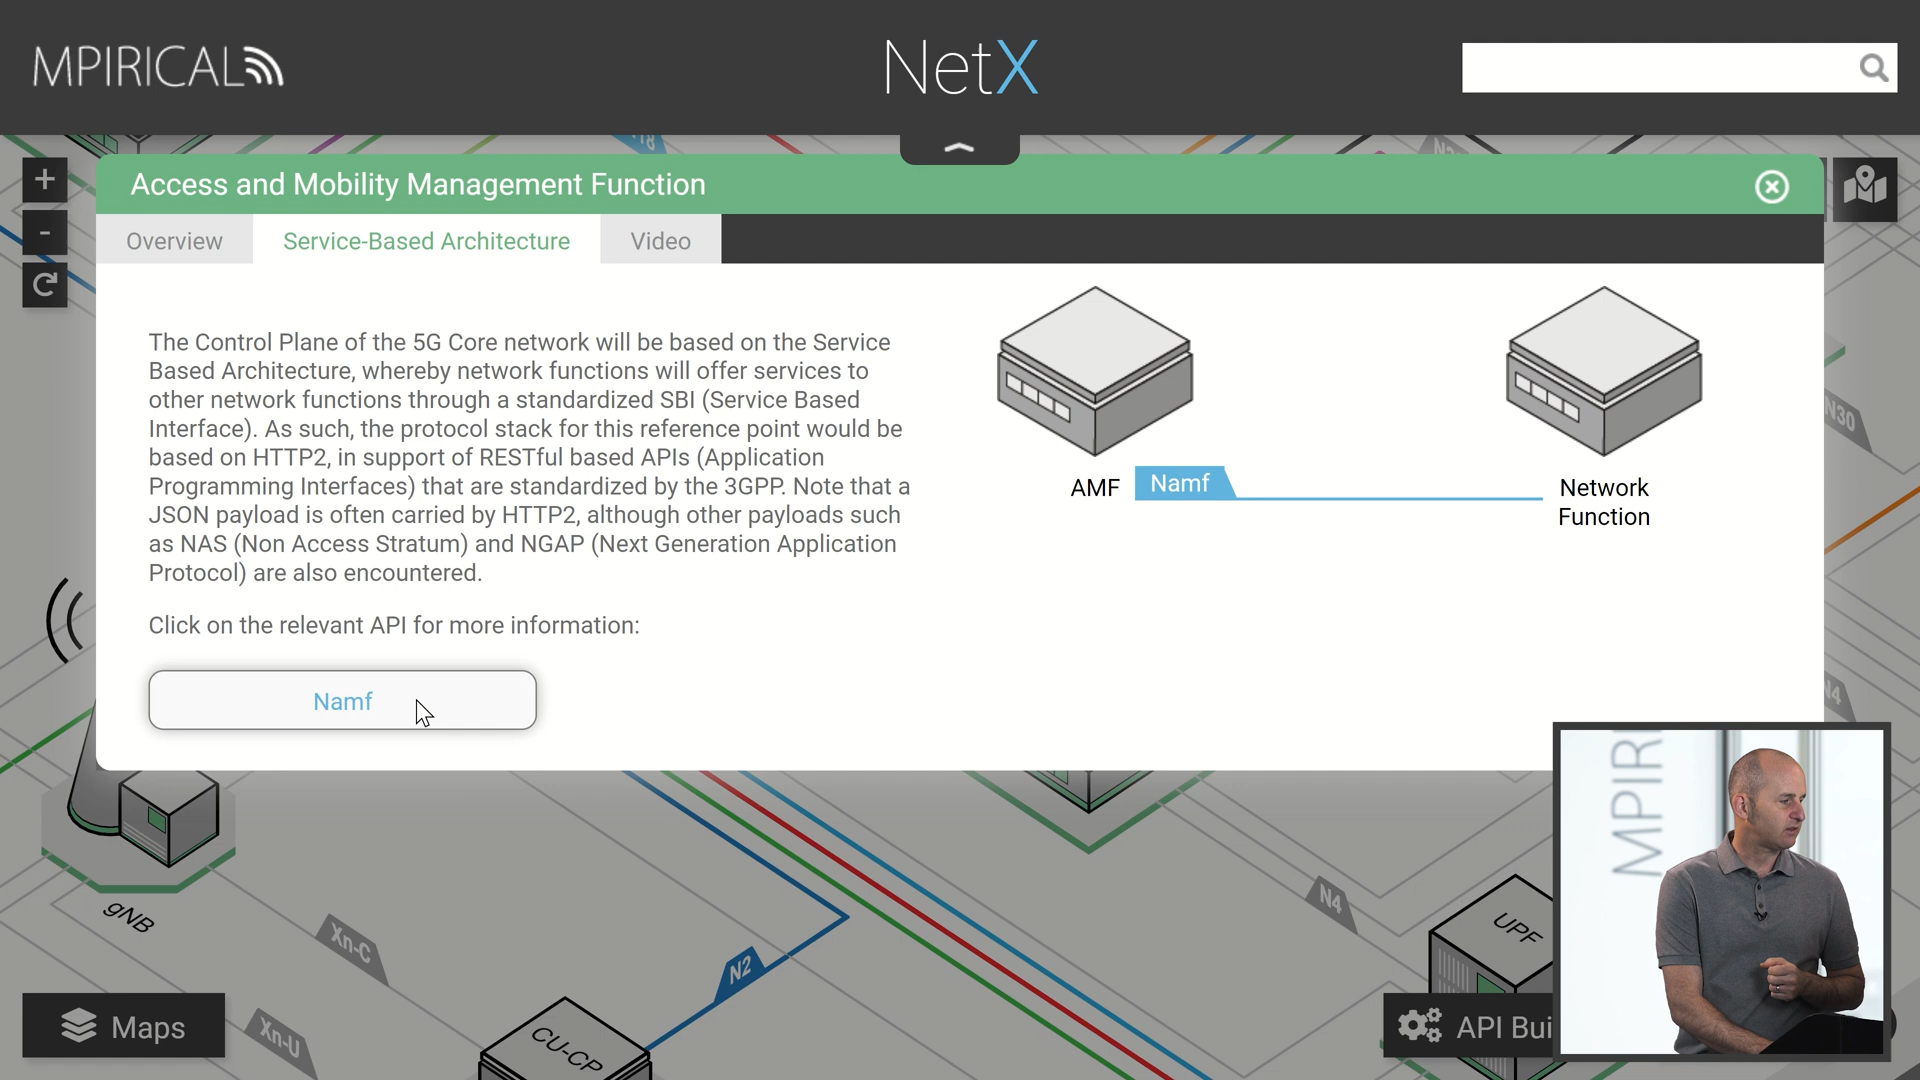 MPIRICAL
NetX
Access and Mobility Management Function
Overview
Service-Based Architecture
Video
The Control Plane of the 5G Core network will be based on the Service
Based Architecture, whereby network functions will offer services to
other network functions through a standardized SBI (Service Based
Interface). As such, the protocol stack for this reference point would be
based on HTTP2, in support of RESTful based APIs (Application
Programming Interfaces) that are standardized by the 3GPP. Note that a
JSON payload is often carried by HTTP2, although other payloads such
as NAS (Non Access Stratum) and NGAP (Next Generation Application
Protocol) are also encountered.
Click on the relevant API for more information:
Namf
AMF
Namf
Network
Function
N30
N4
gNB
Xn-C
Xn-U
N2
CU-CP
N4
UPF
Maps
API Bui
MPIRI